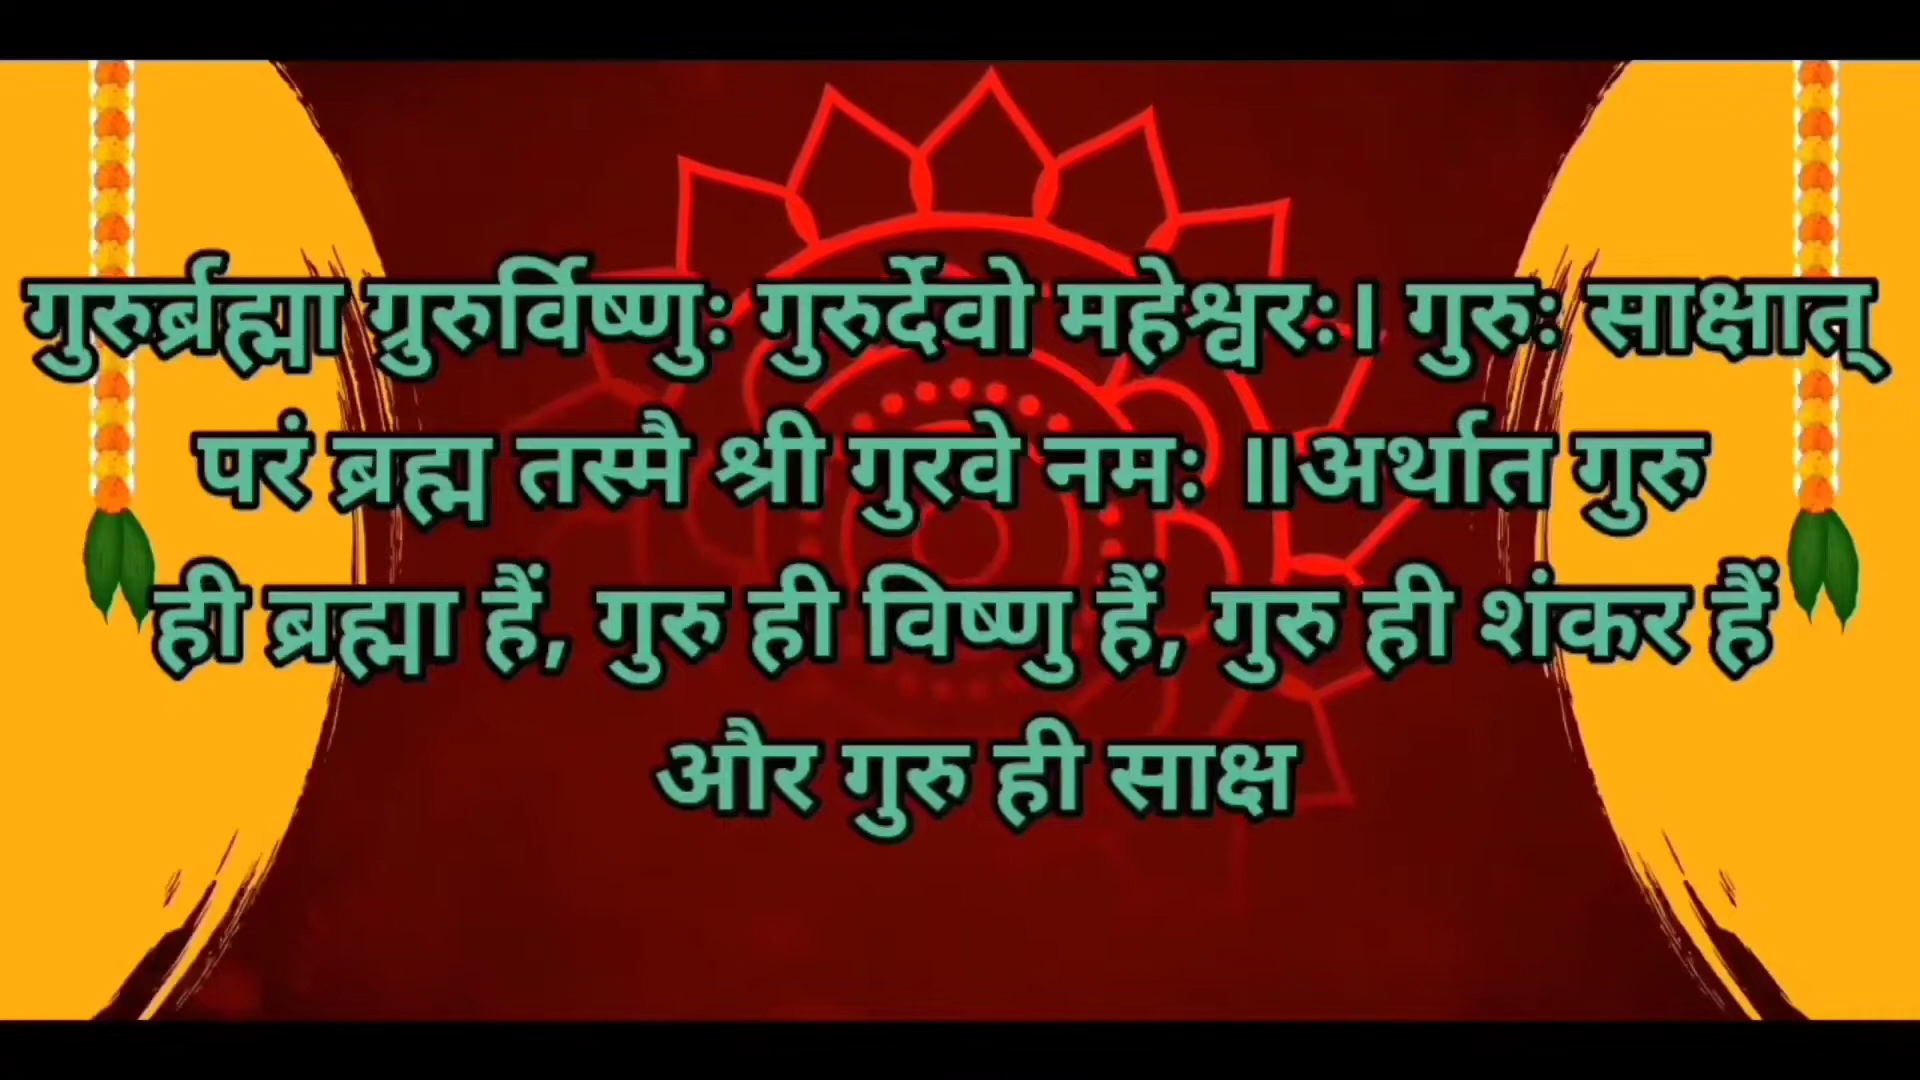 गुरुर्ब्रह्मा ग्रुरुर्विष्णुः गुरुर्देवो महेश्वरः। गुरुः साक्षात्
परं ब्रह्म तस्मै श्री गुरवे नमः ॥अर्थात गुरु
ही ब्रह्मा हैं, गुरु ही विष्णु हैं, गुरु ही शंकर हैं
और गुरु ही साक्ष